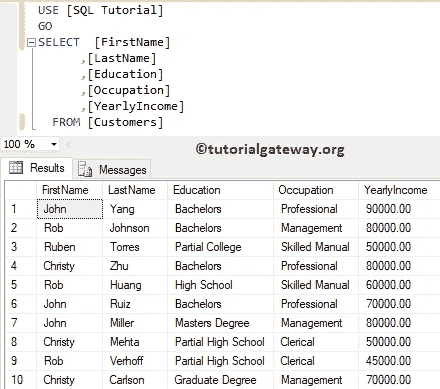 USE [SQL Tutorial]
GO
SELECT [FirstName]
,[LastName]
,[Education]
,[Occupation]
,[YearlyIncome]
FROM [Customers]
100 %
©tutorialgateway.org
Results Messages
FirstName LastName Education Occupation YearlyIncome
1 John Yang Bachelors Professional 90000.00
2 Rob Johnson Bachelors Management 80000.00
3 Ruben Torres Partial College Skilled Manual 50000.00
4 Christy Zhu Bachelors Professional 80000.00
5 Rob Huang High School Skilled Manual 60000.00
6 John Ruiz Bachelors Professional 70000.00
7 John Miller Masters Degree Management 80000.00
8 Christy Mehta Partial High School Clerical 50000.00
9 Rob Verhoff Partial High School Clerical 45000.00
10 Christy Carlson Graduate Degree Management 70000.00